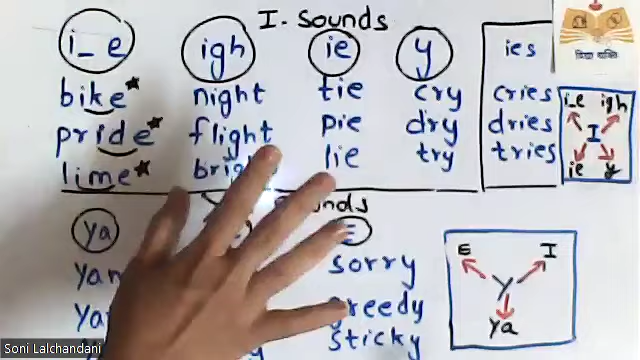 I - Sounds
i_e igh ie y ies
bike* night tie cry cries
pride* flight pie dry dries
lime* lie try tries
i_e igh
I
ie y
ya E
sorry
sticky
E I
Y
ya
Soni Lalchandani